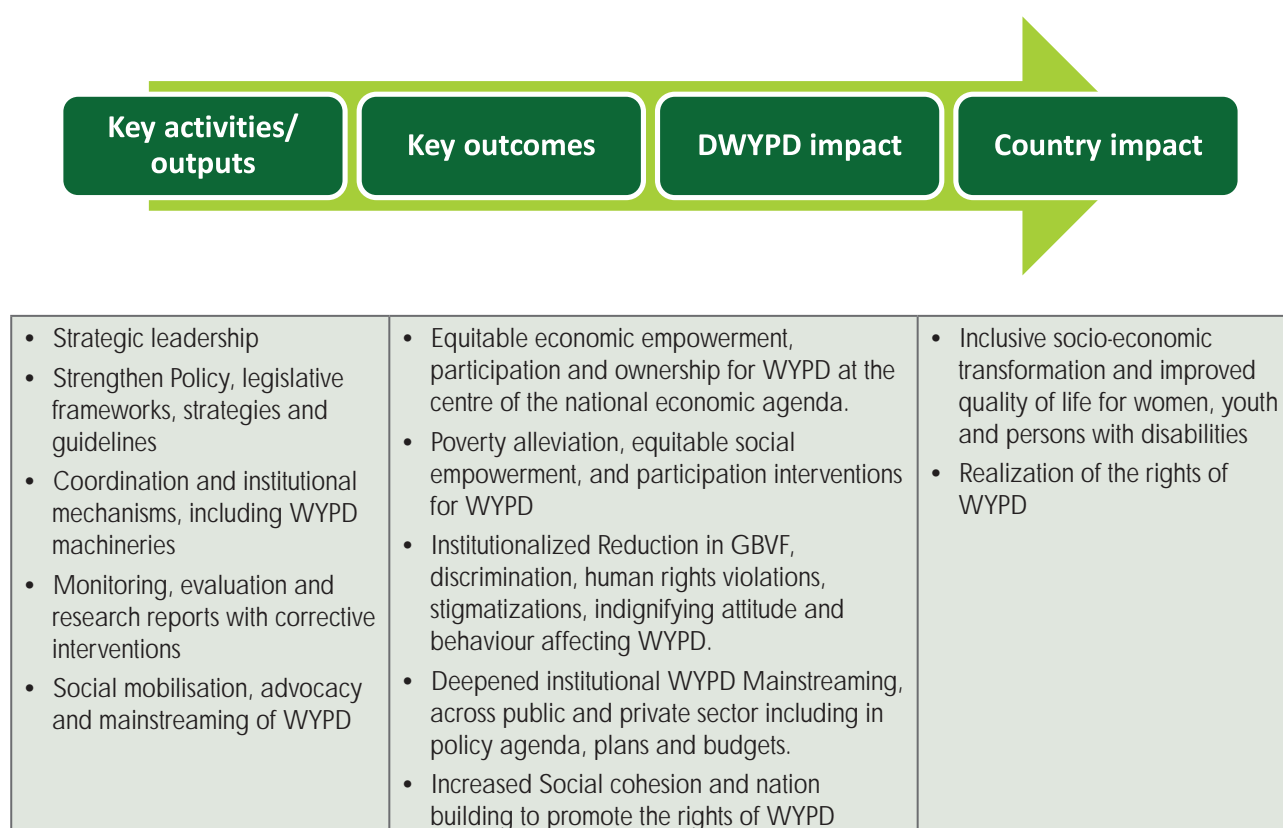 Key activities/
outputs
Key outcomes
DWYPD impact
Country impact
• Strategic leadership
• Strengthen Policy, legislative
frameworks, strategies and
guidelines
• Coordination and institutional
mechanisms, including WYPD
machineries
• Monitoring, evaluation and
research reports with corrective
interventions
• Social mobilisation, advocacy
and mainstreaming of WYPD
• Equitable economic empowerment,
participation and ownership for WYPD at the
centre of the national economic agenda.
• Poverty alleviation, equitable social
empowerment, and participation interventions
for WYPD
• Institutionalized Reduction in GBVF,
discrimination, human rights violations,
stigmatizations, indignifying attitude and
behaviour affecting WYPD.
• Deepened institutional WYPD Mainstreaming,
across public and private sector including in
policy agenda, plans and budgets.
• Increased Social cohesion and nation
building to promote the rights of WYPD
• Inclusive socio-economic
transformation and improved
quality of life for women, youth
and persons with disabilities
• Realization of the rights of
WYPD